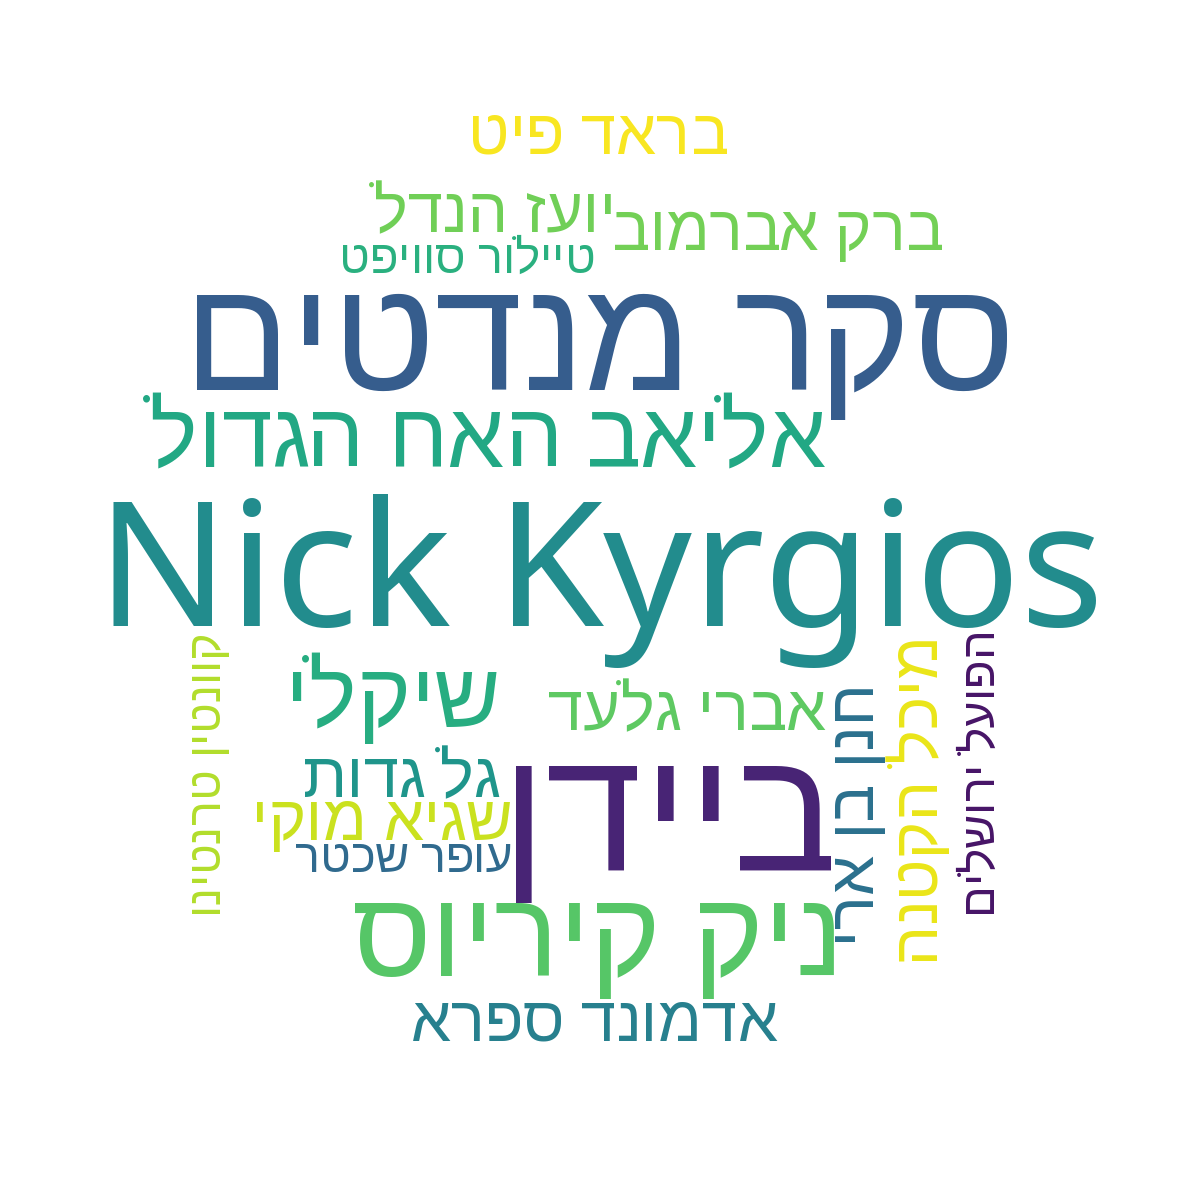 בראד פיט
יועז הנדל
ברק אברמוב
טיילור סוויפט
סקר מנדטים
אליאב האח הגדול
Nick Kyrgios
קוונטין טרנטינו
שיקלי
אברי גלעד
חנן בן ארי
מיכל הקטנה
הפועל ירושלים
גל גדות
ביידן
שגיא מוקי
עופר שכטר
ניק קיריוס
אדמונד ספרא